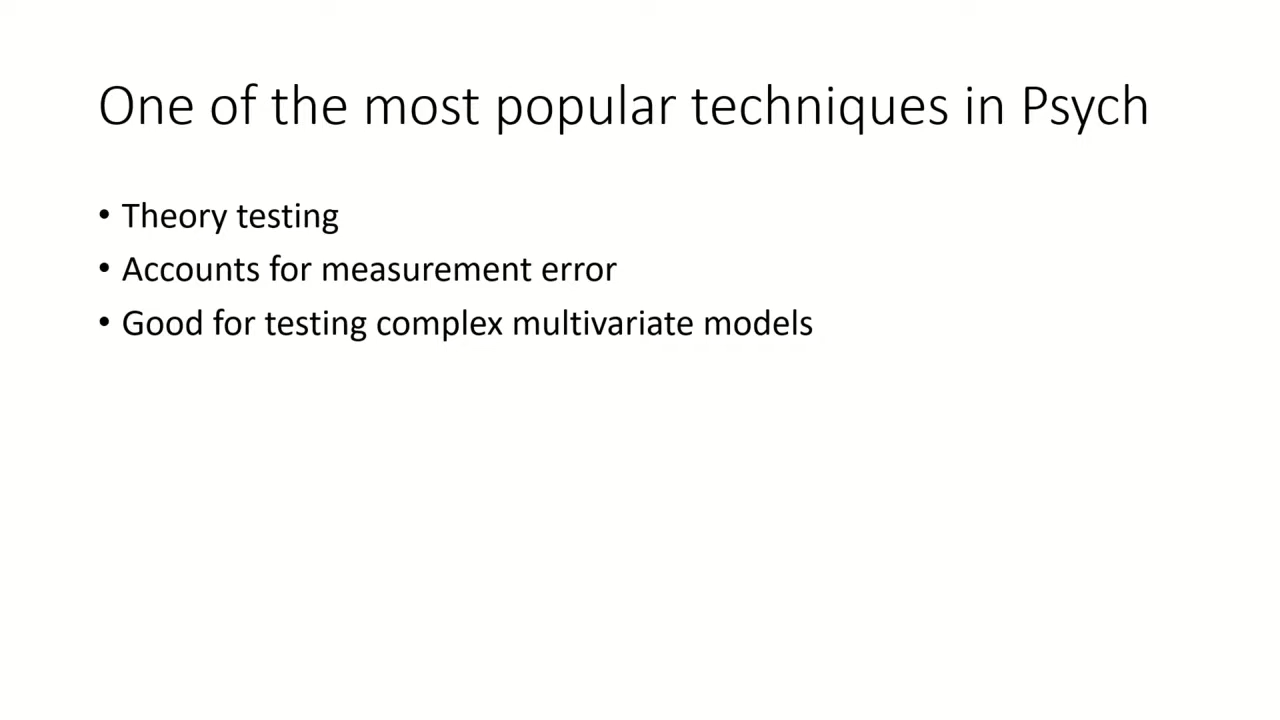 One of the most popular techniques in Psych
• Theory testing
• Accounts for measurement error
• Good for testing complex multivariate models